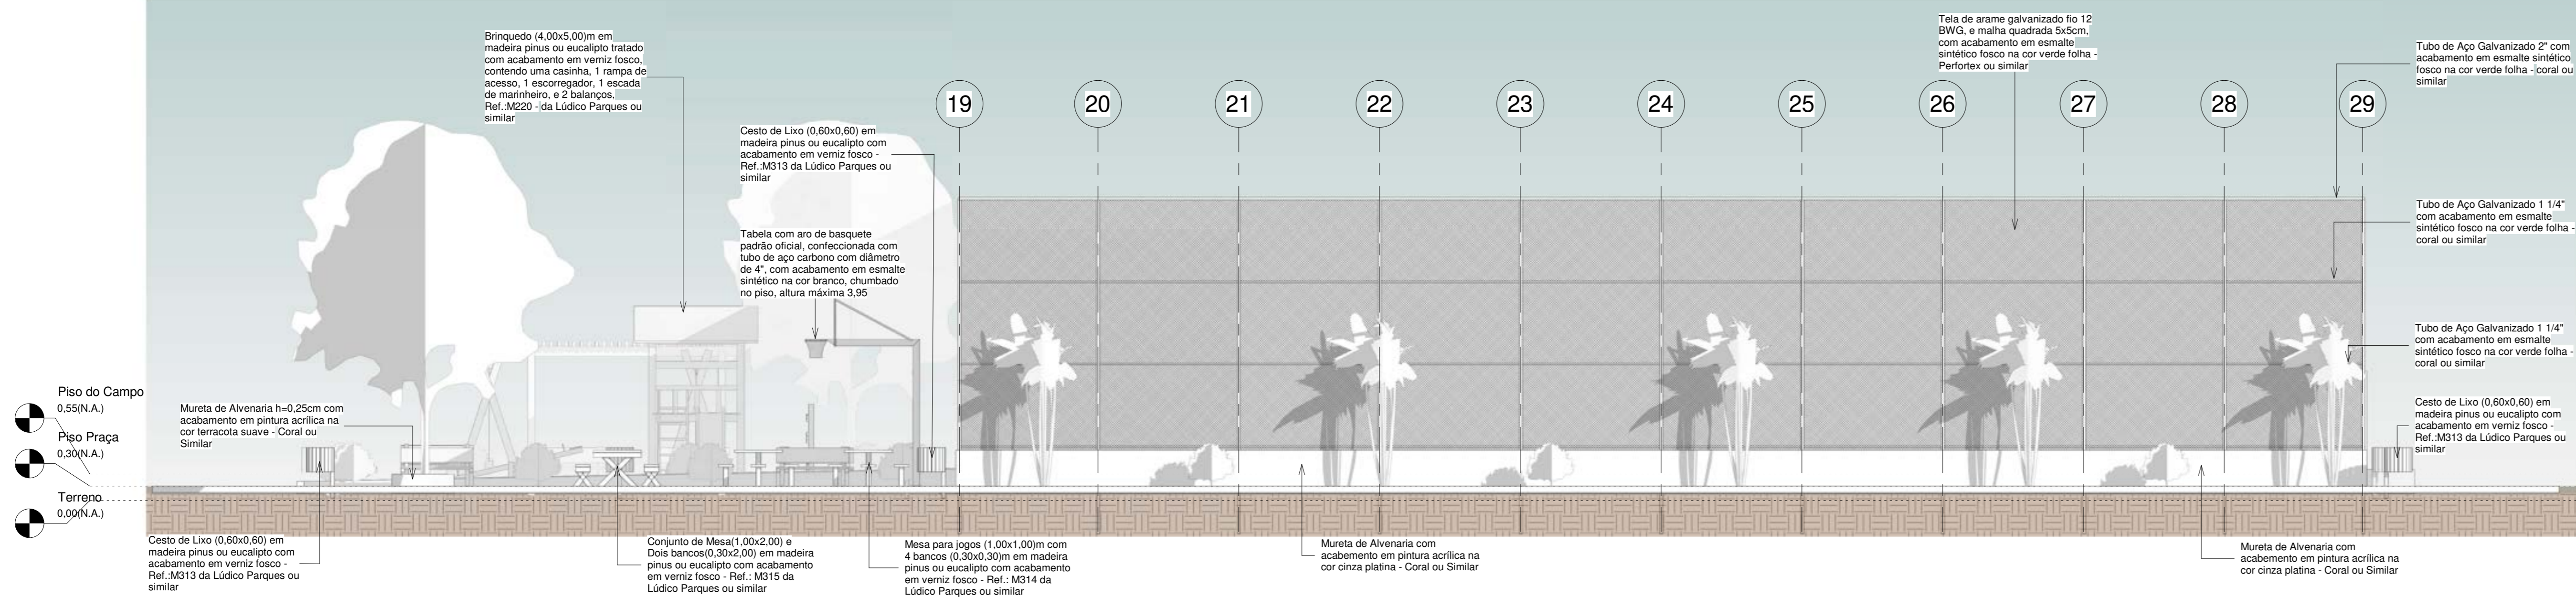 Brinquedo (4,00x5,00)m em
madeira pinus ou eucalipto tratado
com acabamento em verniz fosco,
contendo uma casinha, 1 rampa de
acesso, 1 escorregador, 1 escada
de marinheiro, e 2 balanços,
Ref.:M220 - da Lúdico Parques ou
similar
Cesto de Lixo (0,60x0,60) em
madeira pinus ou eucalipto com
acabamento em verniz fosco -
Ref.:M313 da Lúdico Parques ou
similar
Tabela com aro de basquete
padrão oficial, confeccionada com
tubo de aço carbono com diâmetro
de 4", com acabamento em esmalte
sintético na cor branco, chumbado
no piso, altura máxima 3,95
19
20
21
22
23
24
25
26
27
28
29
Tela de arame galvanizado fio 12
BWG, e malha quadrada 5x5cm,
com acabamento em esmalte
sintético fosco na cor verde folha -
Perfortex ou similar
Tubo de Aço Galvanizado 2" com
acabamento em esmalte sintético
fosco na cor verde folha - coral ou
similar
Tubo de Aço Galvanizado 1 1/4"
com acabamento em esmalte
sintético fosco na cor verde folha -
coral ou similar
Tubo de Aço Galvanizado 1 1/4"
com acabamento em esmalte
sintético fosco na cor verde folha -
coral ou similar
Cesto de Lixo (0,60x0,60) em
madeira pinus ou eucalipto com
acabamento em verniz fosco -
Ref.:M313 da Lúdico Parques ou
similar
Piso do Campo
0,55(N.A.)
Piso Praça
0,30(N.A.)
Terreno
0,00(N.A.)
Mureta de Alvenaria h=0,25cm com
acabamento em pintura acrílica na
cor terracota suave - Coral ou
Similar
Cesto de Lixo (0,60x0,60) em
madeira pinus ou eucalipto com
acabamento em verniz fosco -
Ref.:M313 da Lúdico Parques ou
similar
Conjunto de Mesa(1,00x2,00) e
Dois bancos(0,30x2,00) em madeira
pinus ou eucalipto com acabamento
em verniz fosco - Ref.: M315 da
Lúdico Parques ou similar
Mesa para jogos (1,00x1,00)m com
4 bancos (0,30x0,30)m em madeira
pinus ou eucalipto com acabamento
em verniz fosco - Ref.: M314 da
Lúdico Parques ou similar
Mureta de Alvenaria com
acabemento em pintura acrílica na
cor cinza platina - Coral ou Similar
Mureta de Alvenaria com
acabemento em pintura acrílica na
cor cinza platina - Coral ou Similar